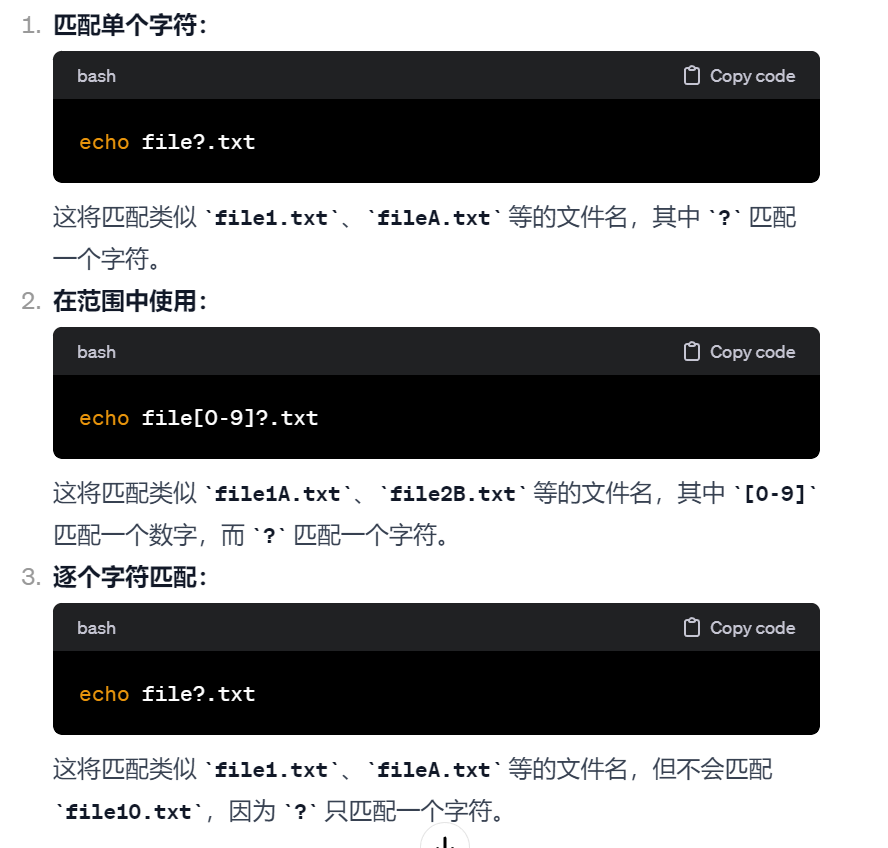 1. 匹配单个字符：
bash Copy code
echo file?.txt
这将匹配类似 `file1.txt`、`fileA.txt` 等的文件名，其中 `?` 匹配
一个字符。
2. 在范围中使用：
bash Copy code
echo file[0-9]?.txt
这将匹配类似 `file1A.txt`、`file2B.txt` 等的文件名，其中 `[0-9]`
匹配一个数字，而 `?` 匹配一个字符。
3. 逐个字符匹配：
bash Copy code
echo file?.txt
这将匹配类似 `file1.txt`、`fileA.txt` 等的文件名，但不会匹配
`file10.txt`，因为 `?` 只匹配一个字符。